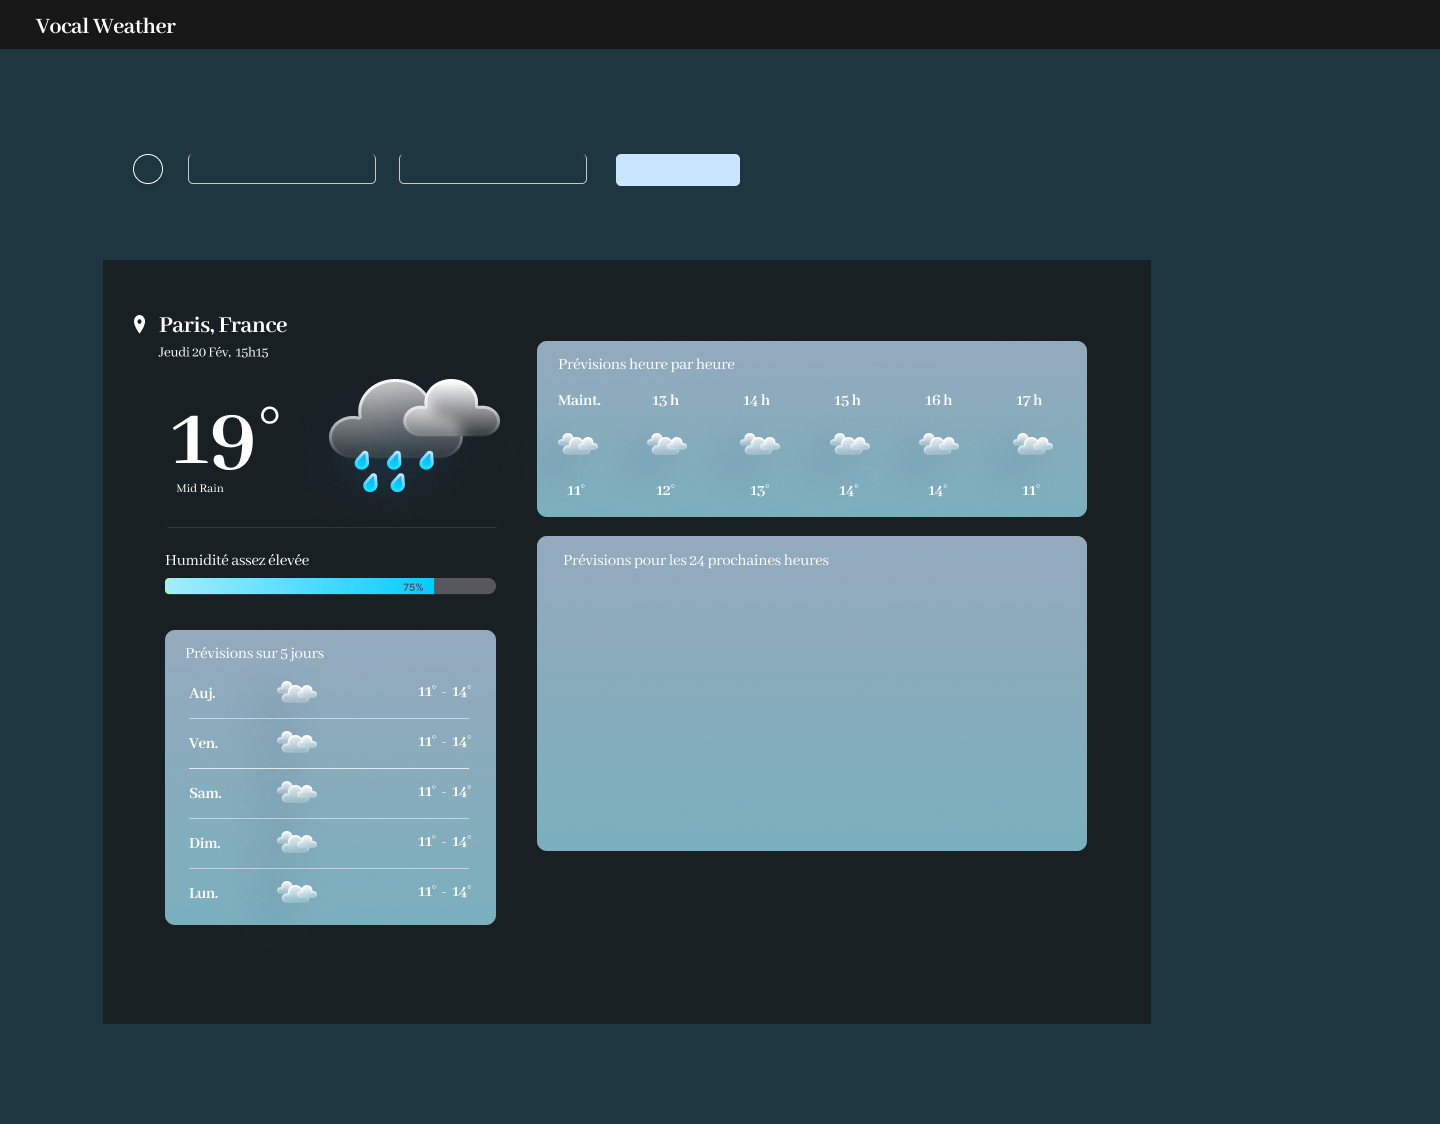 Vocal Weather
Paris, France
Jeudi 20 Fév, 15h15
19°
Mid Rain
Humidité assez élevée
75%
Prévisions sur 5 jours
Auj. 11° - 14°
Ven. 11° - 14°
Sam. 11° - 14°
Dim. 11° - 14°
Lun. 11° - 14°
Prévisions heure par heure
Maint. 13 h 14 h 15 h 16 h 17 h
11° 12° 13° 14° 14° 11°
Prévisions pour les 24 prochaines heures